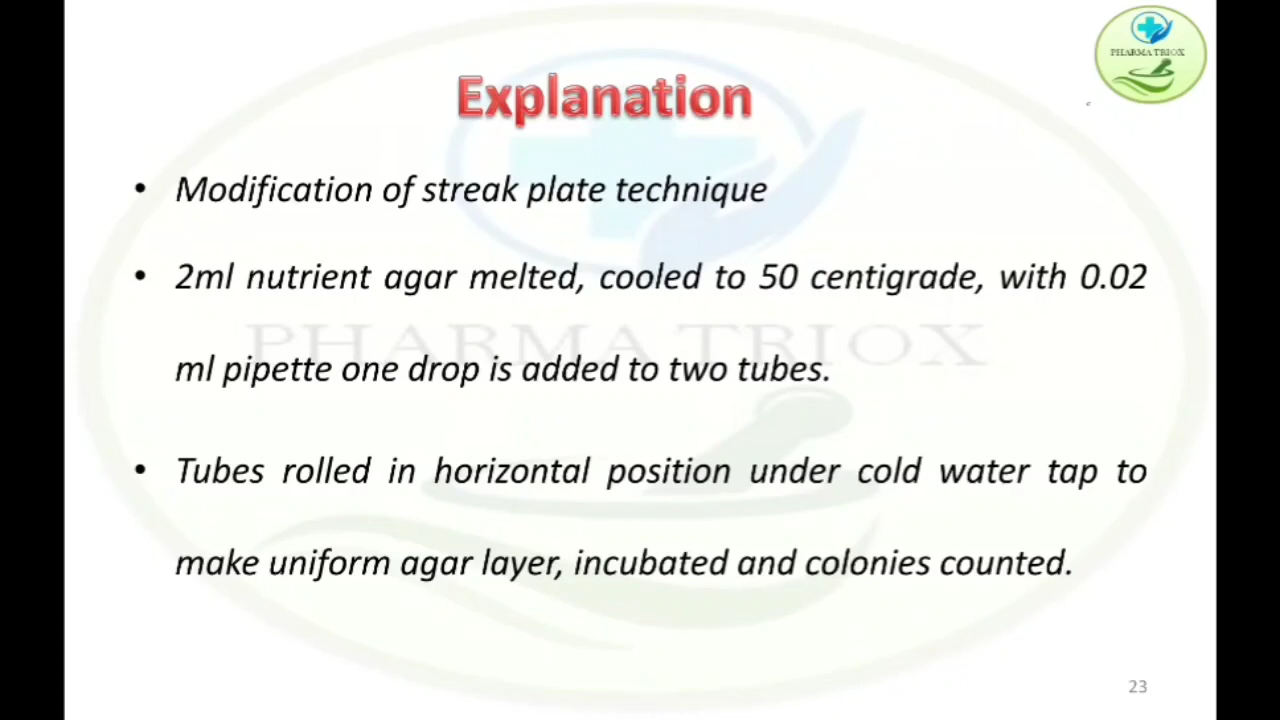 PHARMA TRIOX
Explanation
• Modification of streak plate technique
• 2ml nutrient agar melted, cooled to 50 centigrade, with 0.02
ml pipette one drop is added to two tubes.
PHARMA TRIOX
• Tubes rolled in horizontal position under cold water tap to
make uniform agar layer, incubated and colonies counted.
23